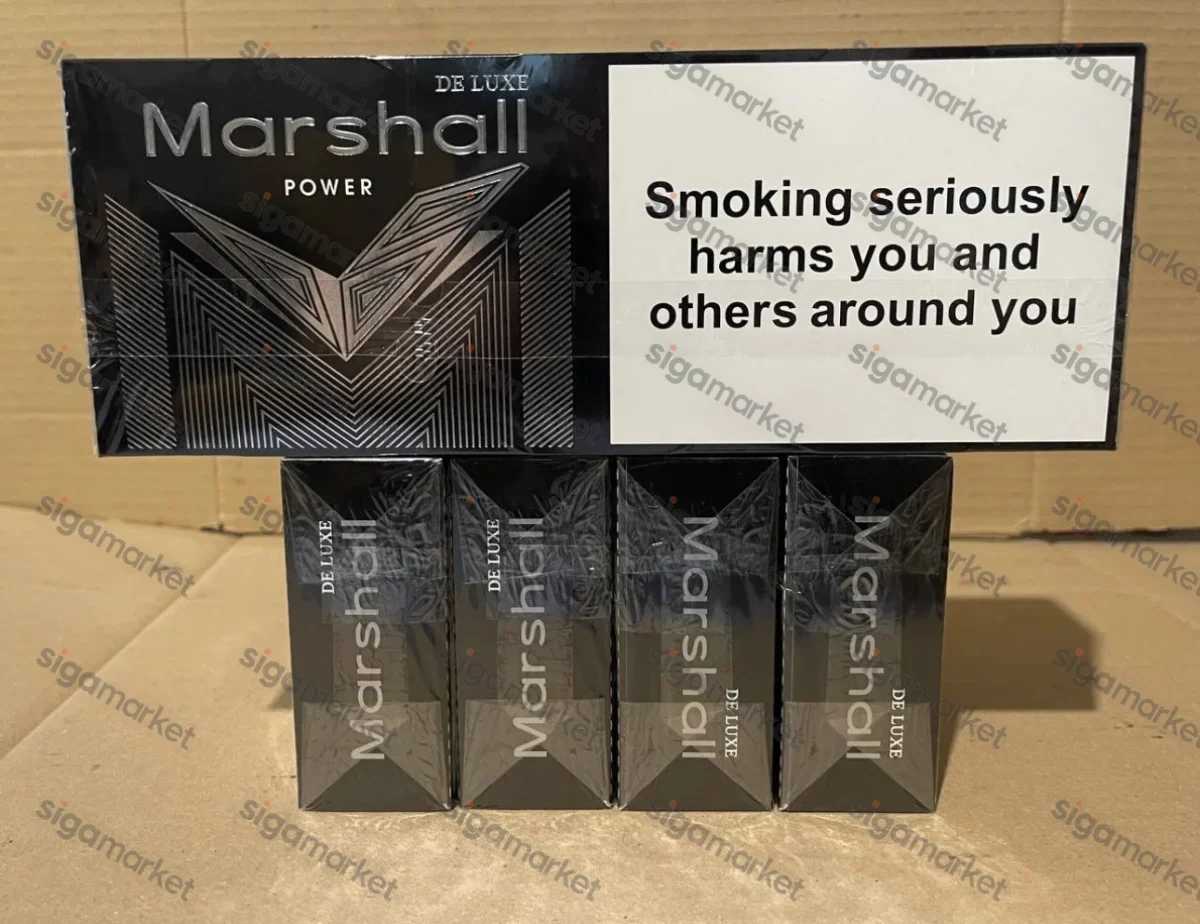 DE LUXE
Marshall
POWER
Smoking seriously
harms you and
others around you
DE LUXE
Marshall
DE LUXE
Marshall
Marshall
DE LUXE
Marshall
DE LUXE
sigamarket